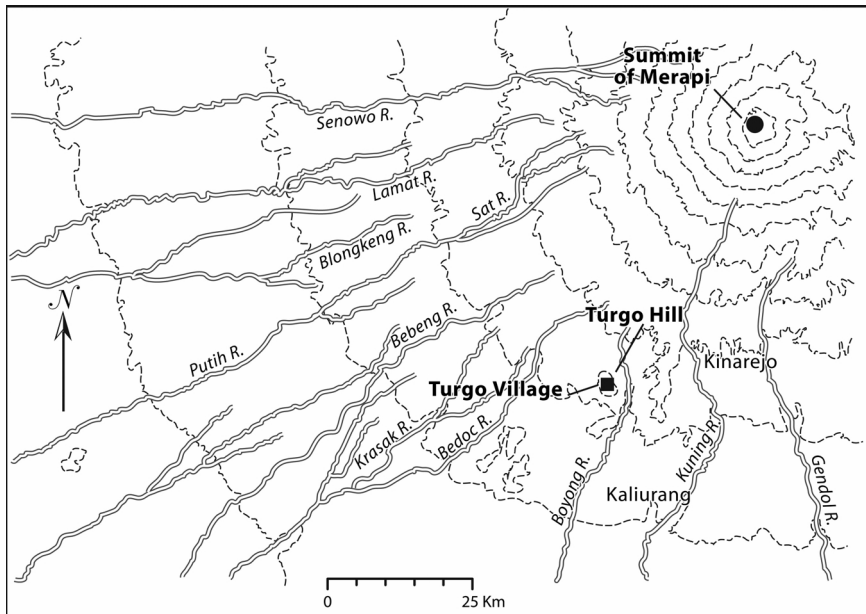 Summit
of Merapi
Senowo R.
Lamat R.
Sat R.
Blongkeng R.
N
Turgo Hill
Bebeng R.
Putih R.
Kinarejo
Turgo Village
Krasak R.
Bedoc R.
Kuning R.
Boyong R.
Kaliurang
Gendol R.
0 25 Km